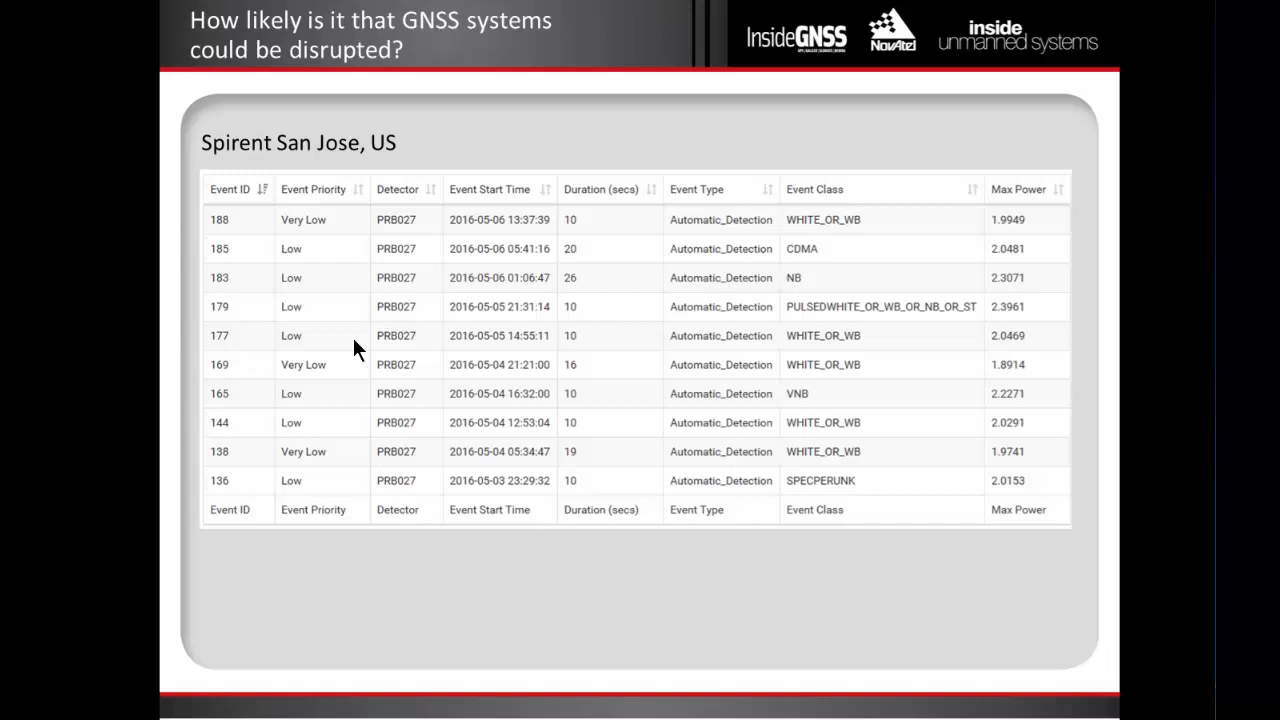 How likely is it that GNSS systems
could be disrupted?
InsideGNSS
NovAtel
inside
unmanned systems
Spirent San Jose, US
Event ID Event Priority Detector Event Start Time Duration (secs) Event Type Event Class Max Power
188 Very Low PRB027 2016-05-06 13:37:39 10 Automatic_Detection WHITE_OR_WB 1.9949
185 Low PRB027 2016-05-06 05:41:16 20 Automatic_Detection CDMA 2.0481
183 Low PRB027 2016-05-06 01:06:47 26 Automatic_Detection NB 2.3071
179 Low PRB027 2016-05-05 21:31:14 10 Automatic_Detection PULSEDWHITE_OR_WB_OR_NB_OR_ST 2.3961
177 Low PRB027 2016-05-05 14:55:11 10 Automatic_Detection WHITE_OR_WB 2.0469
169 Very Low PRB027 2016-05-04 21:21:00 16 Automatic_Detection WHITE_OR_WB 1.8914
165 Low PRB027 2016-05-04 16:32:00 10 Automatic_Detection VNB 2.2271
144 Low PRB027 2016-05-04 12:53:04 10 Automatic_Detection WHITE_OR_WB 2.0291
138 Very Low PRB027 2016-05-04 05:34:47 19 Automatic_Detection WHITE_OR_WB 1.9741
136 Low PRB027 2016-05-03 23:29:32 10 Automatic_Detection SPECPERUNK 2.0153
Event ID Event Priority Detector Event Start Time Duration (secs) Event Type Event Class Max Power